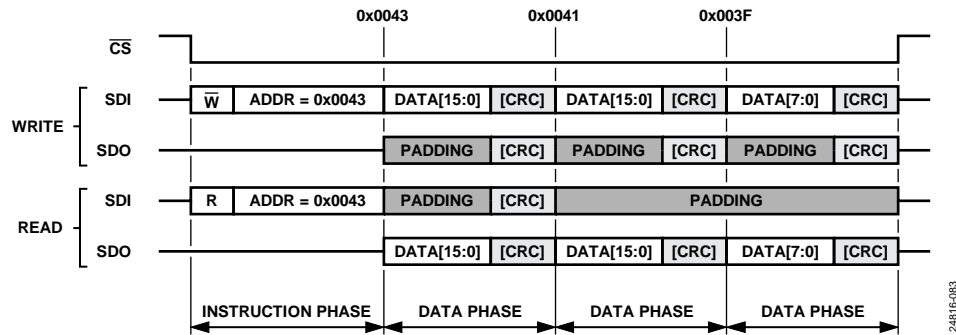 0x0043 0x0041 0x003F
CS
SDI W ADDR = 0x0043 DATA[15:0] [CRC] DATA[15:0] [CRC] DATA[7:0] [CRC]
WRITE
SDO PADDING [CRC] PADDING [CRC] PADDING [CRC]
SDI R ADDR = 0x0043 PADDING [CRC] PADDING
READ
SDO DATA[15:0] [CRC] DATA[15:0] [CRC] DATA[7:0] [CRC]
INSTRUCTION PHASE DATA PHASE DATA PHASE DATA PHASE
24816-083